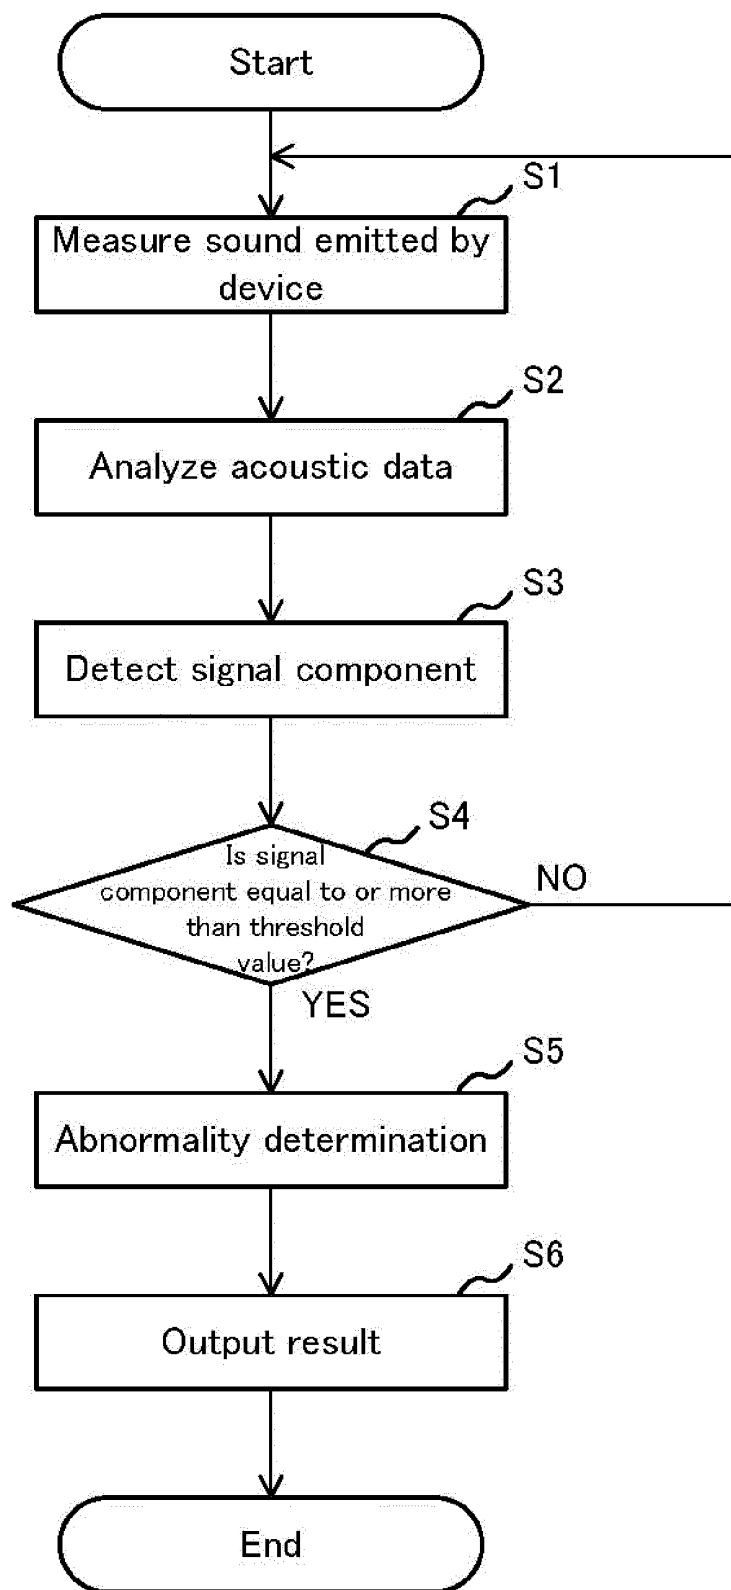 Start
S1
Measure sound emitted by
device
S2
Analyze acoustic data
S3
Detect signal component
S4
Is signal
component equal to or more
than threshold
value?
NO
YES
S5
Abnormality determination
S6
Output result
End